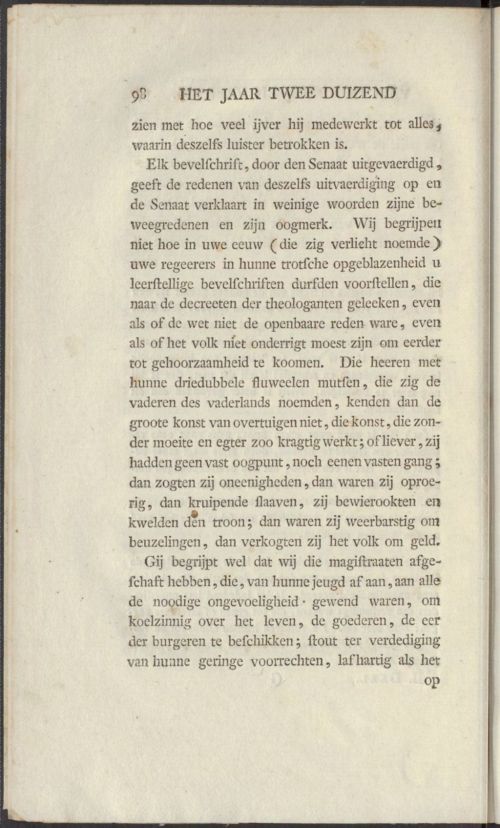 98 HET JAAR TWEE DUIZEND
zien met hoe veel ijver hij medewerkt tot alles,
waarin deszelfs luister betrokken is.
Elk bevelſchrift, door den Senaat uitgevaerdigd,
geeft de redenen van deszelfs uitvaerdiging op en
de Senaat verklaart in weinige woorden zijne be-
weegredenen en zijn oogmerk. Wij begrijpen
niet hoe in uwe eeuw (die zig verlicht noemde)
uwe regeerers in hunne trotſche opgeblazenheid u
leerſtellige bevelſchriften durfden voorſtellen, die
naar de decreeten der theologanten geleeken, even
als of de wet niet de openbaare reden ware, even
als of het volk niet onderrigt moest zijn om eerder
tot gehoorzaamheid te koomen. Die heeren met
hunne driedubbele fluweelen mutſen, die zig de
vaderen des vaderlands noemden, kenden dan de
groote konst van overtuigen niet, die konst, die zon-
der moeite en egter zoo kragtig werkt; of liever, zij
hadden geen vast oogpunt, noch eenen vasten gang;
dan zogten zij oneenigheden, dan waren zij oproe-
rig, dan kruipende ſlaaven, zij bewierookten en
kwelden den troon; dan waren zij weerbarstig om
beuzelingen, dan verkogten zij het volk om geld.
Gij begrijpt wel dat wij die magiſtraaten afge-
ſchaft hebben, die, van hunne jeugd af aan, aan alle
de noodige ongevoeligheid gewend waren, om
koelzinnig over het leven, de goederen, de eer
der burgeren te beſchikken; ſtout ter verdediging
van hunne geringe voorrechten, lafhartig als het
op